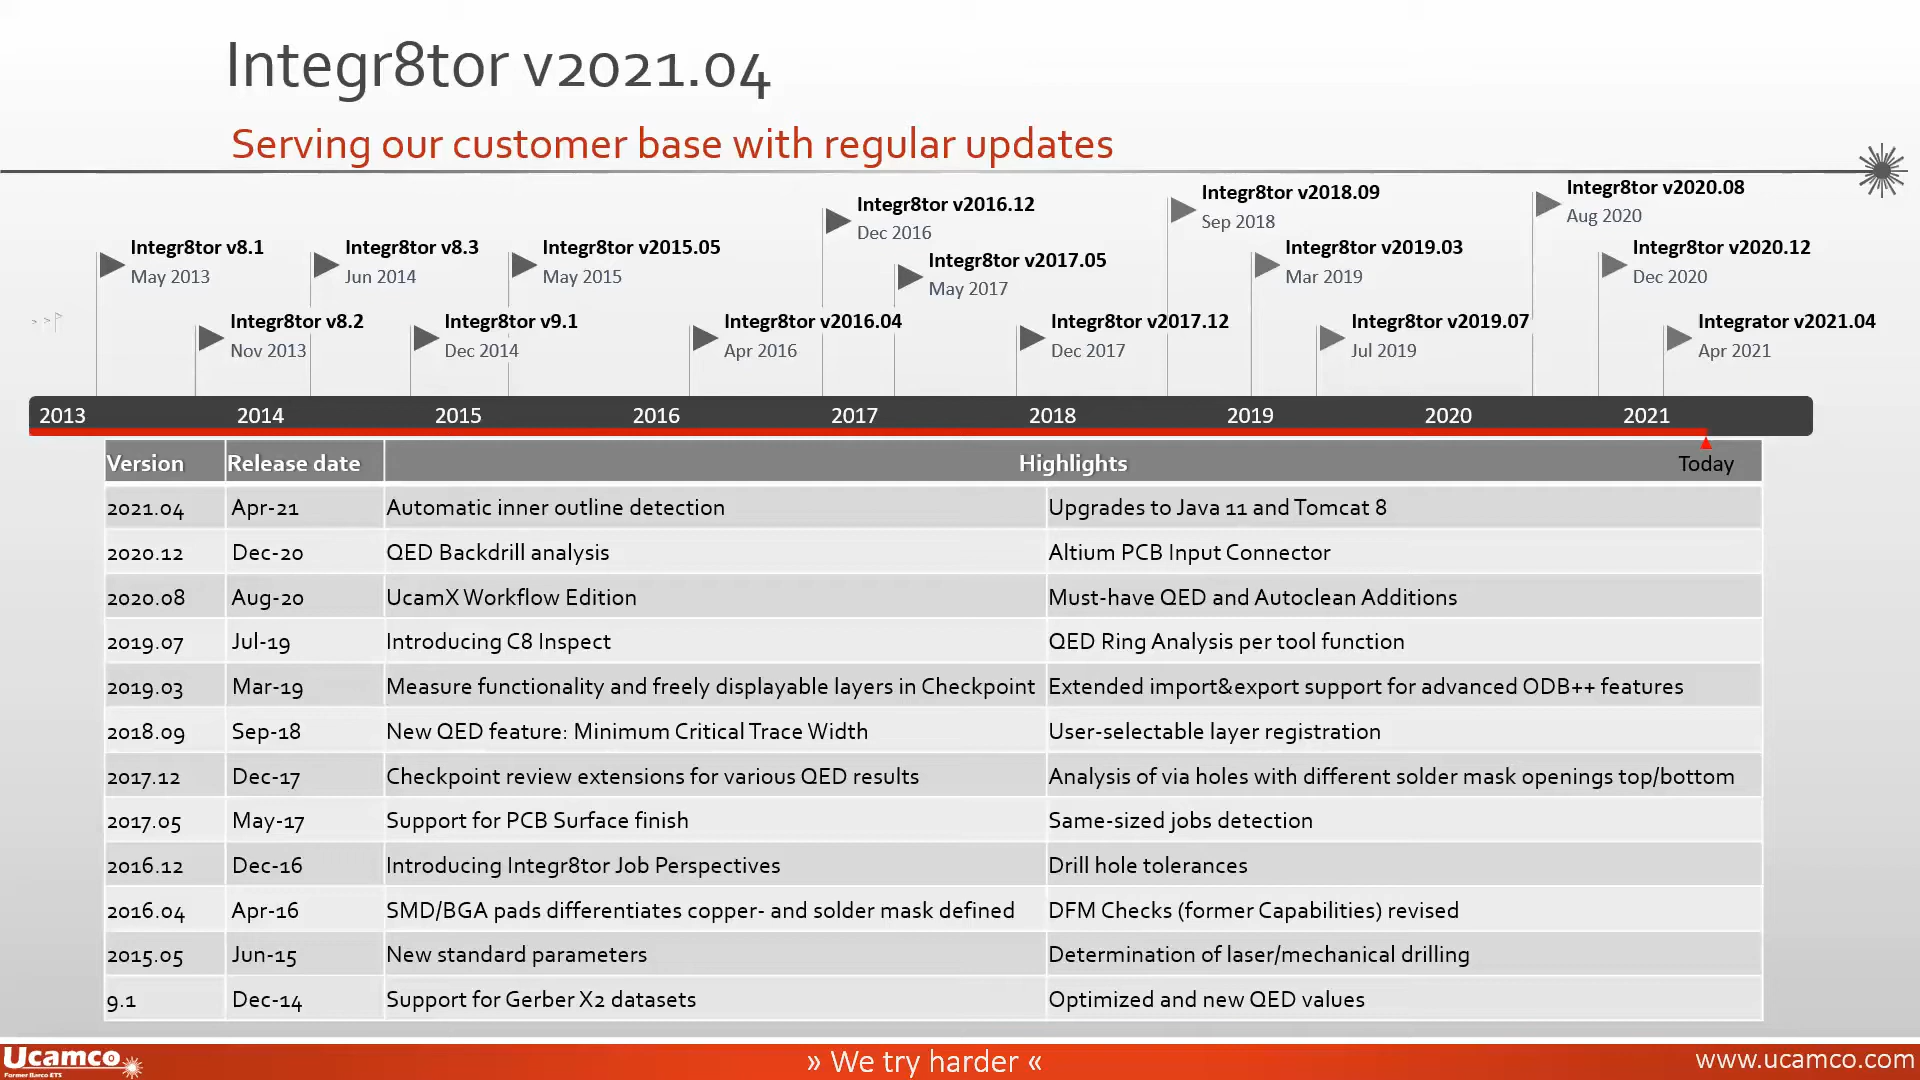 Integr8tor v2021.04
Serving our customer base with regular updates
Integr8tor v8.1
May 2013
Integr8tor v8.2
Nov 2013
Integr8tor v8.3
Jun 2014
Integr8tor v9.1
Dec 2014
Integr8tor v2015.05
May 2015
Integr8tor v2016.04
Apr 2016
Integr8tor v2016.12
Dec 2016
Integr8tor v2017.05
May 2017
Integr8tor v2017.12
Dec 2017
Integr8tor v2018.09
Sep 2018
Integr8tor v2019.03
Mar 2019
Integr8tor v2019.07
Jul 2019
Integr8tor v2020.08
Aug 2020
Integr8tor v2020.12
Dec 2020
Integrator v2021.04
Apr 2021
2013 2014 2015 2016 2017 2018 2019 2020 2021
Today
Version Release date Highlights
2021.04 Apr-21 Automatic inner outline detection Upgrades to Java 11 and Tomcat 8
2020.12 Dec-20 QED Backdrill analysis Altium PCB Input Connector
2020.08 Aug-20 UcamX Workflow Edition Must-have QED and Autoclean Additions
2019.07 Jul-19 Introducing C8 Inspect QED Ring Analysis per tool function
2019.03 Mar-19 Measure functionality and freely displayable layers in Checkpoint Extended import&export support for advanced ODB++ features
2018.09 Sep-18 New QED feature: Minimum Critical Trace Width User-selectable layer registration
2017.12 Dec-17 Checkpoint review extensions for various QED results Analysis of via holes with different solder mask openings top/bottom
2017.05 May-17 Support for PCB Surface finish Same-sized jobs detection
2016.12 Dec-16 Introducing Integr8tor Job Perspectives Drill hole tolerances
2016.04 Apr-16 SMD/BGA pads differentiates copper- and solder mask defined DFM Checks (former Capabilities) revised
2015.05 Jun-15 New standard parameters Determination of laser/mechanical drilling
9.1 Dec-14 Support for Gerber X2 datasets Optimized and new QED values
Ucamco
Former Barco ETS
» We try harder «
www.ucamco.com